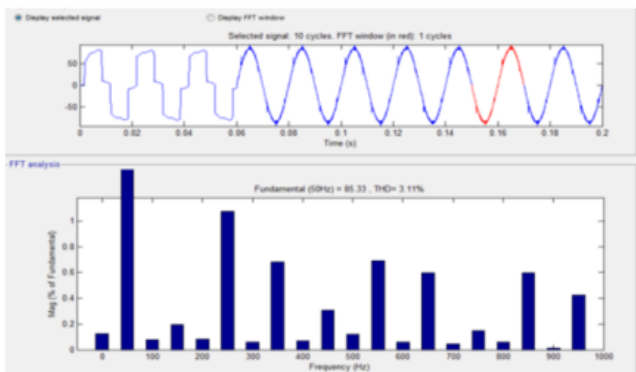 Display selected signal Display FFT window
Selected signal: 10 cycles. FFT window (in red): 1 cycles
50
0
-50
0 0.02 0.04 0.06 0.08 0.1 0.12 0.14 0.16 0.18 0.2
Time (s)
FFT analysis
Fundamental (50Hz) = 85.33 , THD= 3.11%
Mag (% of Fundamental)
1
0.8
0.6
0.4
0.2
0
0 100 200 300 400 500 600 700 800 900 1000
Frequency (Hz)